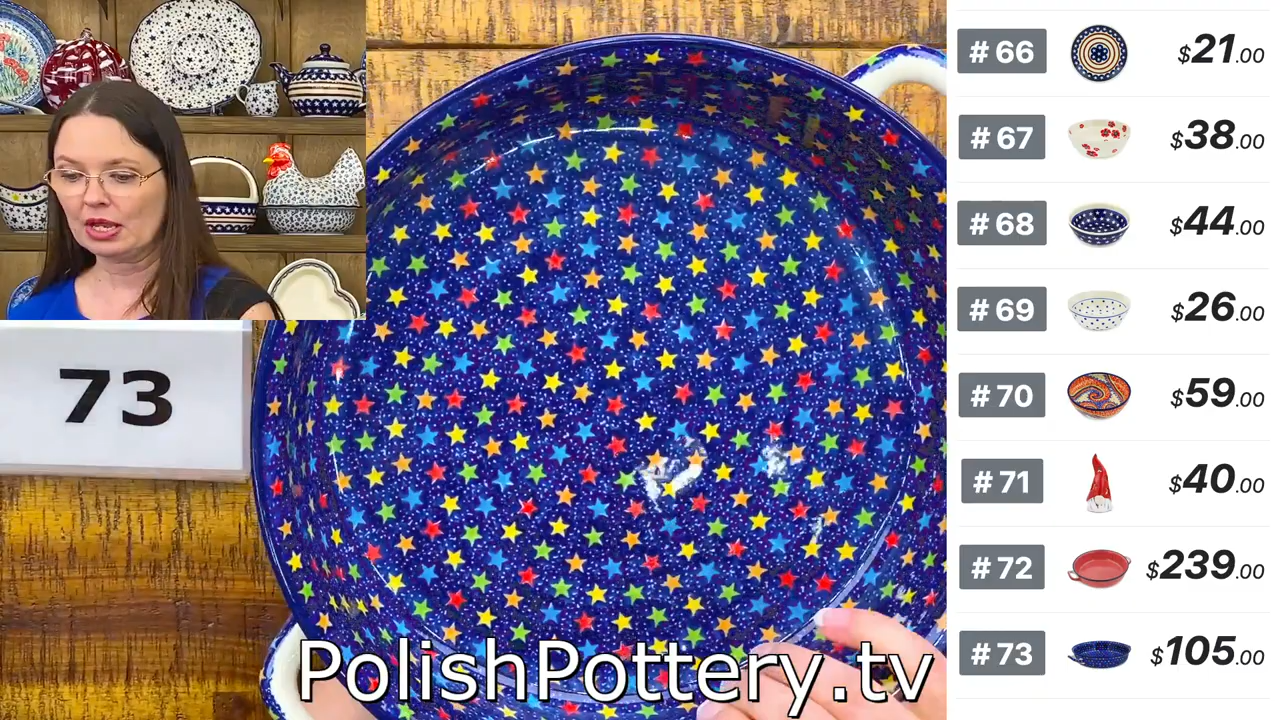 73
PolishPottery.tv
# 66 $21.00
# 67 $38.00
# 68 $44.00
# 69 $26.00
# 70 $59.00
# 71 $40.00
# 72 $239.00
# 73 $105.00